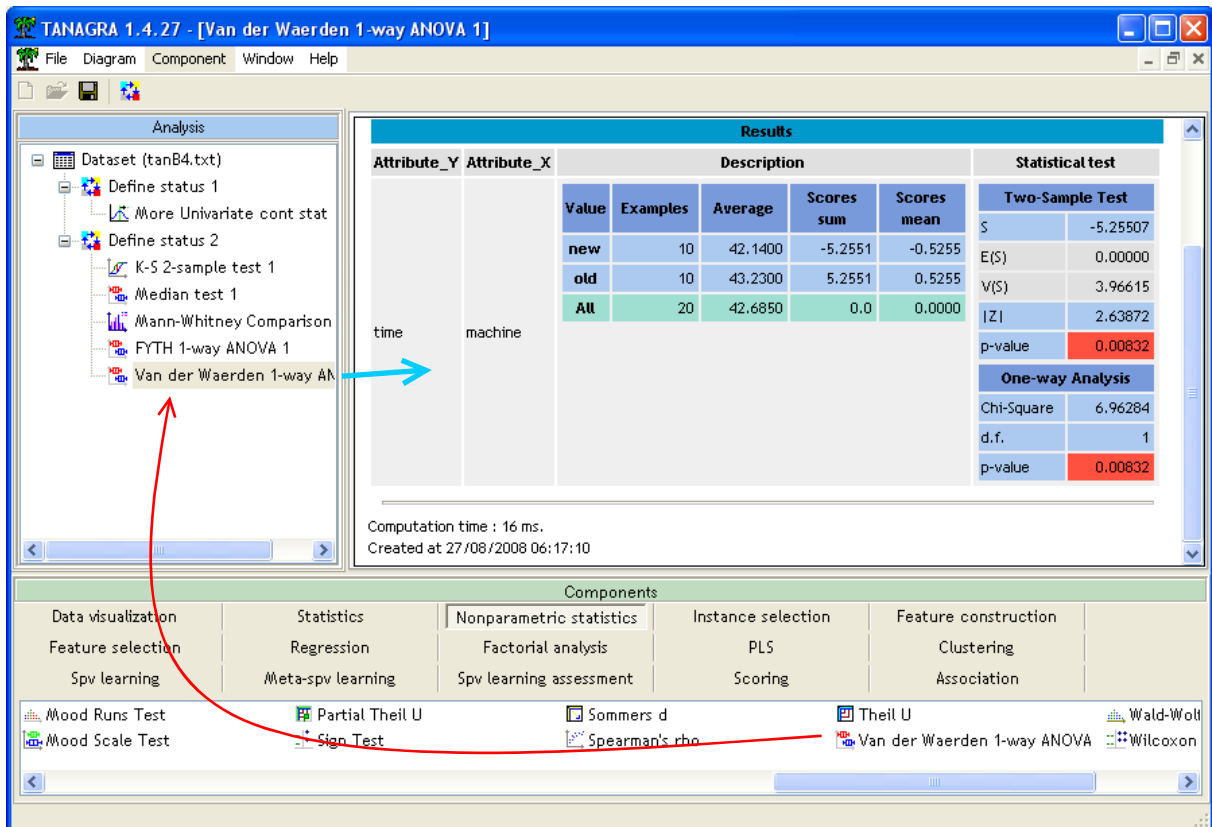 TANAGRA 1.4.27 - [Van der Waerden 1-way ANOVA 1]
File Diagram Component Window Help
Analysis
Dataset (tanB4.txt)
Define status 1
More Univariate cont stat
Define status 2
K-S 2-sample test 1
Median test 1
Mann-Whitney Comparison
FYTH 1-way ANOVA 1
Van der Waerden 1-way AN
Results
Attribute_Y Attribute_X Description Statistical test
Value Examples Average Scores sum Scores mean
new 10 42.1400 -5.2551 -0.5255
old 10 43.2300 5.2551 0.5255
All 20 42.6850 0.0 0.0000
time machine
Two-Sample Test
S -5.25507
E(S) 0.00000
V(S) 3.96615
|Z| 2.63872
p-value 0.00832
One-way Analysis
Chi-Square 6.96284
d.f. 1
p-value 0.00832
Computation time : 16 ms.
Created at 27/08/2008 06:17:10
Components
Data visualization Statistics Nonparametric statistics Instance selection Feature construction
Feature selection Regression Factorial analysis PLS Clustering
Spv learning Meta-spv learning Spv learning assessment Scoring Association
Mood Runs Test Partial Theil U Sommers d Theil U Wald-Wolf
Mood Scale Test Sign Test Spearman's rho Van der Waerden 1-way ANOVA Wilcoxon